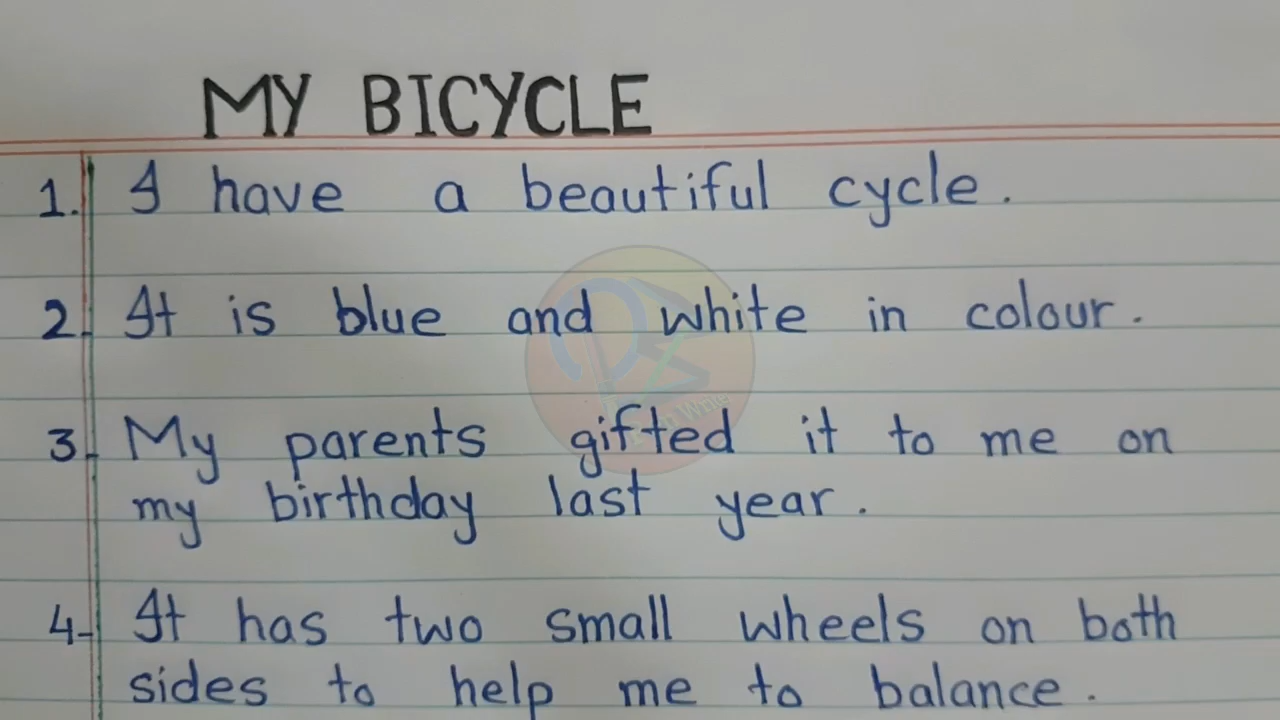 MY BICYCLE
1. I have a beautiful cycle.
2. It is blue and white in colour.
3. My parents gifted it to me on
my birthday last year.
4- It has two small wheels on both
sides to help me to balance.